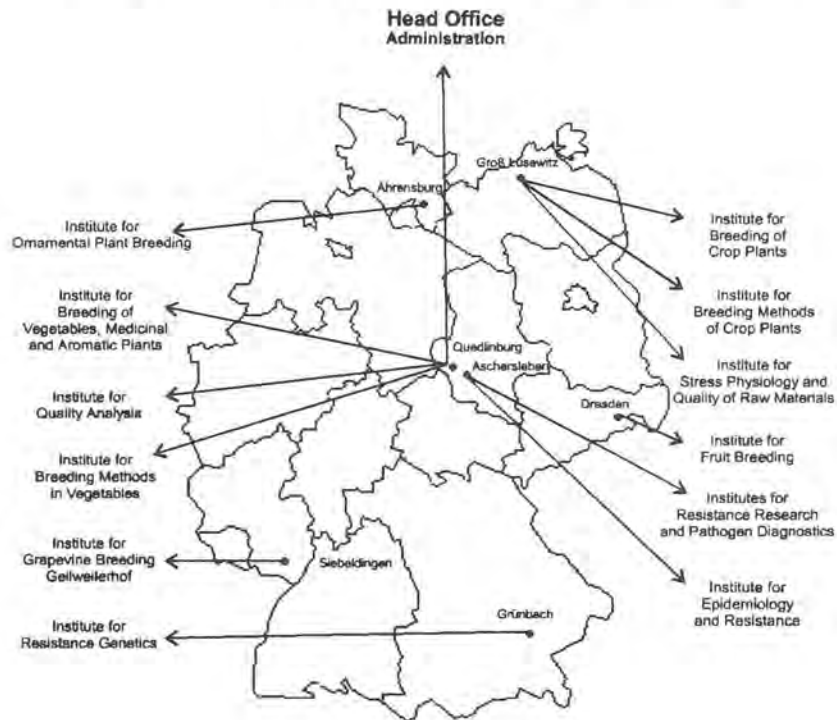 Head Office
Administration
Groß Lüsewitz
Ahrensburg
Institute for
Ornamental Plant Breeding
Institute for
Breeding of
Crop Plants
Institute for
Breeding of
Vegetables, Medicinal
and Aromatic Plants
Institute for
Breeding Methods
of Crop Plants
Quedlinburg
Aschersleben
Institute for
Stress Physiology and
Quality of Raw Materials
Institute for
Quality Analysis
Dresden
Institute for
Fruit Breeding
Institute for
Breeding Methods
in Vegetables
Institutes for
Resistance Research
and Pathogen Diagnostics
Institute for
Grapevine Breeding
Geilweilerhof
Siebeldingen
Institute for
Epidemiology
and Resistance
Grünbach
Institute for
Resistance Genetics